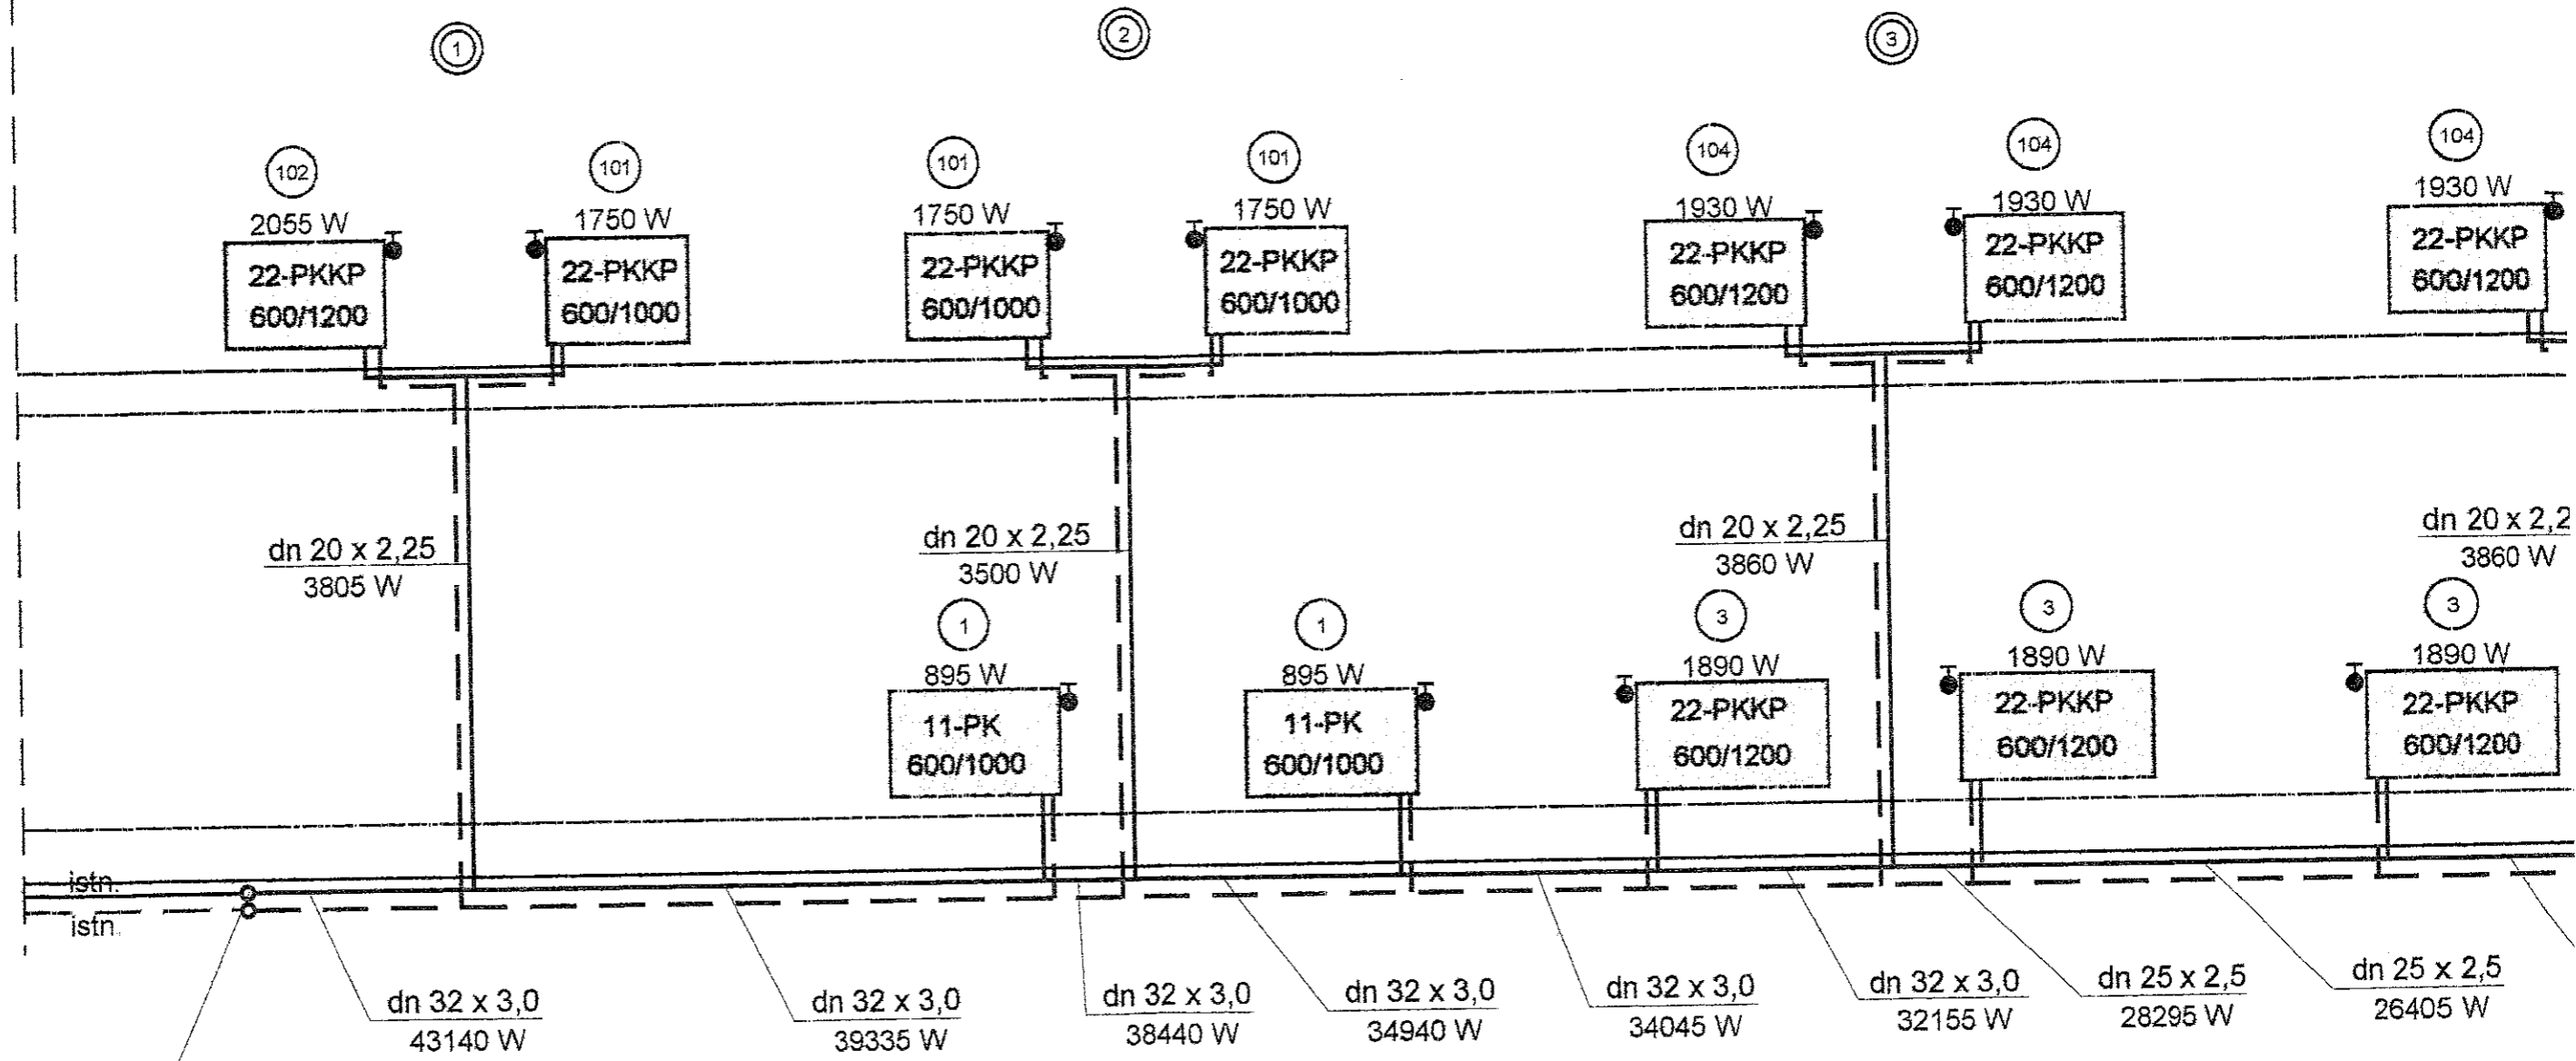 1
2
3
102
101
101
101
104
104
104
2055 W
1750 W
1750 W
1750 W
1930 W
1930 W
1930 W
22-PKKP
600/1200
22-PKKP
600/1000
22-PKKP
600/1000
22-PKKP
600/1000
22-PKKP
600/1200
22-PKKP
600/1200
22-PKKP
600/1200
dn 20 x 2,25
3805 W
dn 20 x 2,25
3500 W
dn 20 x 2,25
3860 W
dn 20 x 2,2
3860 W
1
895 W
11-PK
600/1000
1
895 W
11-PK
600/1000
3
1890 W
22-PKKP
600/1200
3
1890 W
22-PKKP
600/1200
3
1890 W
22-PKKP
600/1200
istn.
istn.
dn 32 x 3,0
43140 W
dn 32 x 3,0
39335 W
dn 32 x 3,0
38440 W
dn 32 x 3,0
34940 W
dn 32 x 3,0
34045 W
dn 32 x 3,0
32155 W
dn 25 x 2,5
28295 W
dn 25 x 2,5
26405 W